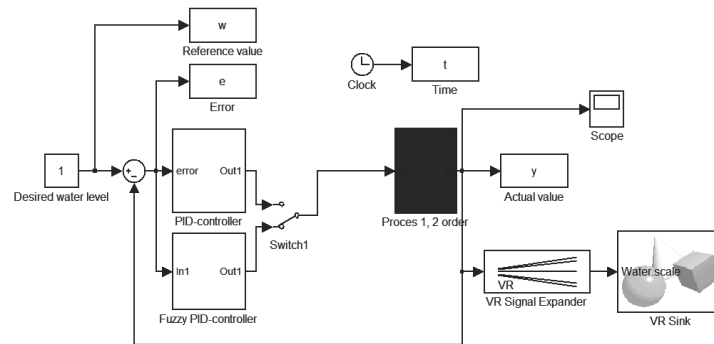 w
Reference value
e
Error
Clock
t
Time
Scope
1
Desired water level
+
-
error
Out1
PID-controller
Switch1
Proces 1, 2 order
y
Actual value
In1
Out1
Fuzzy PID-controller
VR
VR Signal Expander
Water.scale
VR Sink